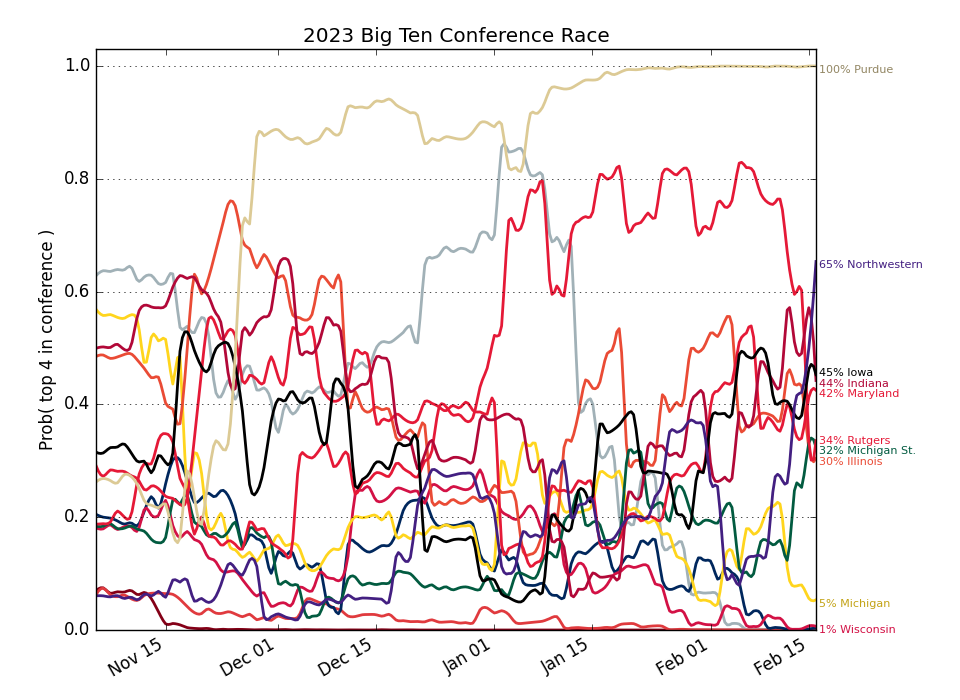 2023 Big Ten Conference Race
Prob( top 4 in conference )
1.0
0.8
0.6
0.4
0.2
0.0
Nov 15
Dec 01
Dec 15
Jan 01
Jan 15
Feb 01
Feb 15
100% Purdue
65% Northwestern
45% Iowa
44% Indiana
42% Maryland
34% Rutgers
32% Michigan St.
30% Illinois
5% Michigan
1% Wisconsin